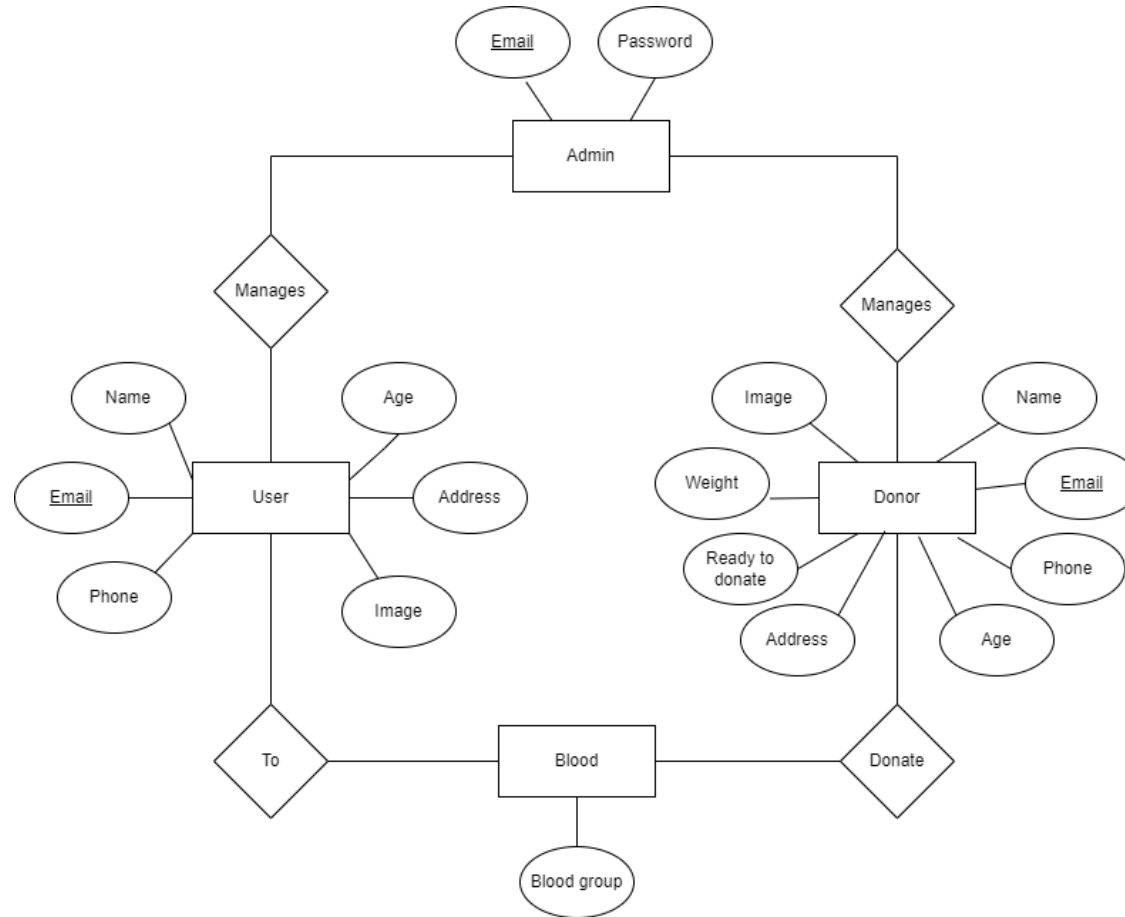 Email
Password
Admin
Manages
Manages
Name
Age
Image
Name
Email
User
Address
Weight
Donor
Email
Phone
Image
Ready to
donate
Phone
Address
Age
To
Blood
Donate
Blood group